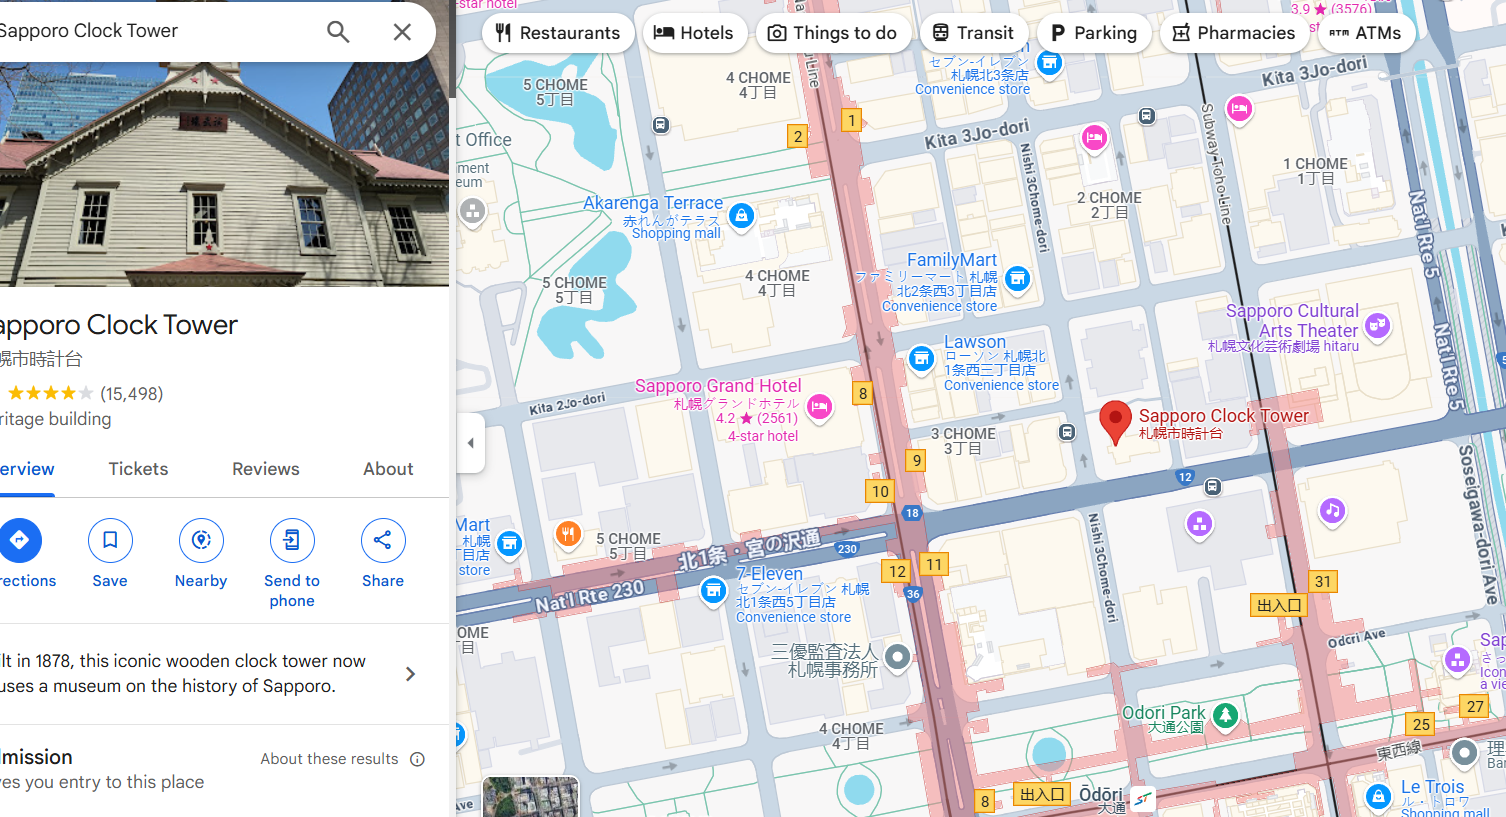 Sapporo Clock Tower
apporo Clock Tower
幌市時計台
(15,498)
ritage building
erview
Tickets
Reviews
About
rections
Save
Nearby
Send to
phone
Share
ilt in 1878, this iconic wooden clock tower now
uses a museum on the history of Sapporo.
lmission
About these results
ves you entry to this place
Restaurants
Hotels
Things to do
Transit
Parking
Pharmacies
ATMs
-star hotel
3.9 ★ (3576)
セブン-イレブン
札幌北3条店
Convenience store
5 CHOME
5丁目
4 CHOME
4丁目
Kita 3Jo-dori
Kita 3Jo-dori
1
2
t Office
ment
eum
Akarenga Terrace
赤れんがテラス
Shopping mall
Nishi 3Chome-dori
Subway Toho Line
1 CHOME
1丁目
2 CHOME
2丁目
Nat'l Rte 5
5 CHOME
5丁目
4 CHOME
4丁目
FamilyMart
ファミリーマート 札幌
北2条西3丁目店
Convenience store
Sapporo Cultural
Arts Theater
札幌文化芸術劇場 hitaru
Nat'l Rte 5
Lawson
ローソン 札幌北
1条西三丁目店
Convenience store
Sapporo Grand Hotel
札幌グランドホテル
4.2 ★ (2561)
4-star hotel
8
Kita 2Jo-dori
Sapporo Clock Tower
札幌市時計台
3 CHOME
3丁目
9
10
12
18
Soseigawa-dori Ave
Mart
札幌
丁目店
store
5 CHOME
5丁目
北1条・宮の沢通
230
Nat'l Rte 230
7-Eleven
セブン-イレブン 札幌
北1条西5丁目店
Convenience store
11
12
36
Nishi 3Chome-dori
31
出入口
OME
丁目
三優監査法人
札幌事務所
Odori Ave
Sap
さっ
Icon
a vie
4 CHOME
4丁目
Odori Park
大通公園
27
25
東西線
理
Bar
Ave
8
出入口
Ōdōri
大通
Le Trois
ル・トロワ
Shopping mall